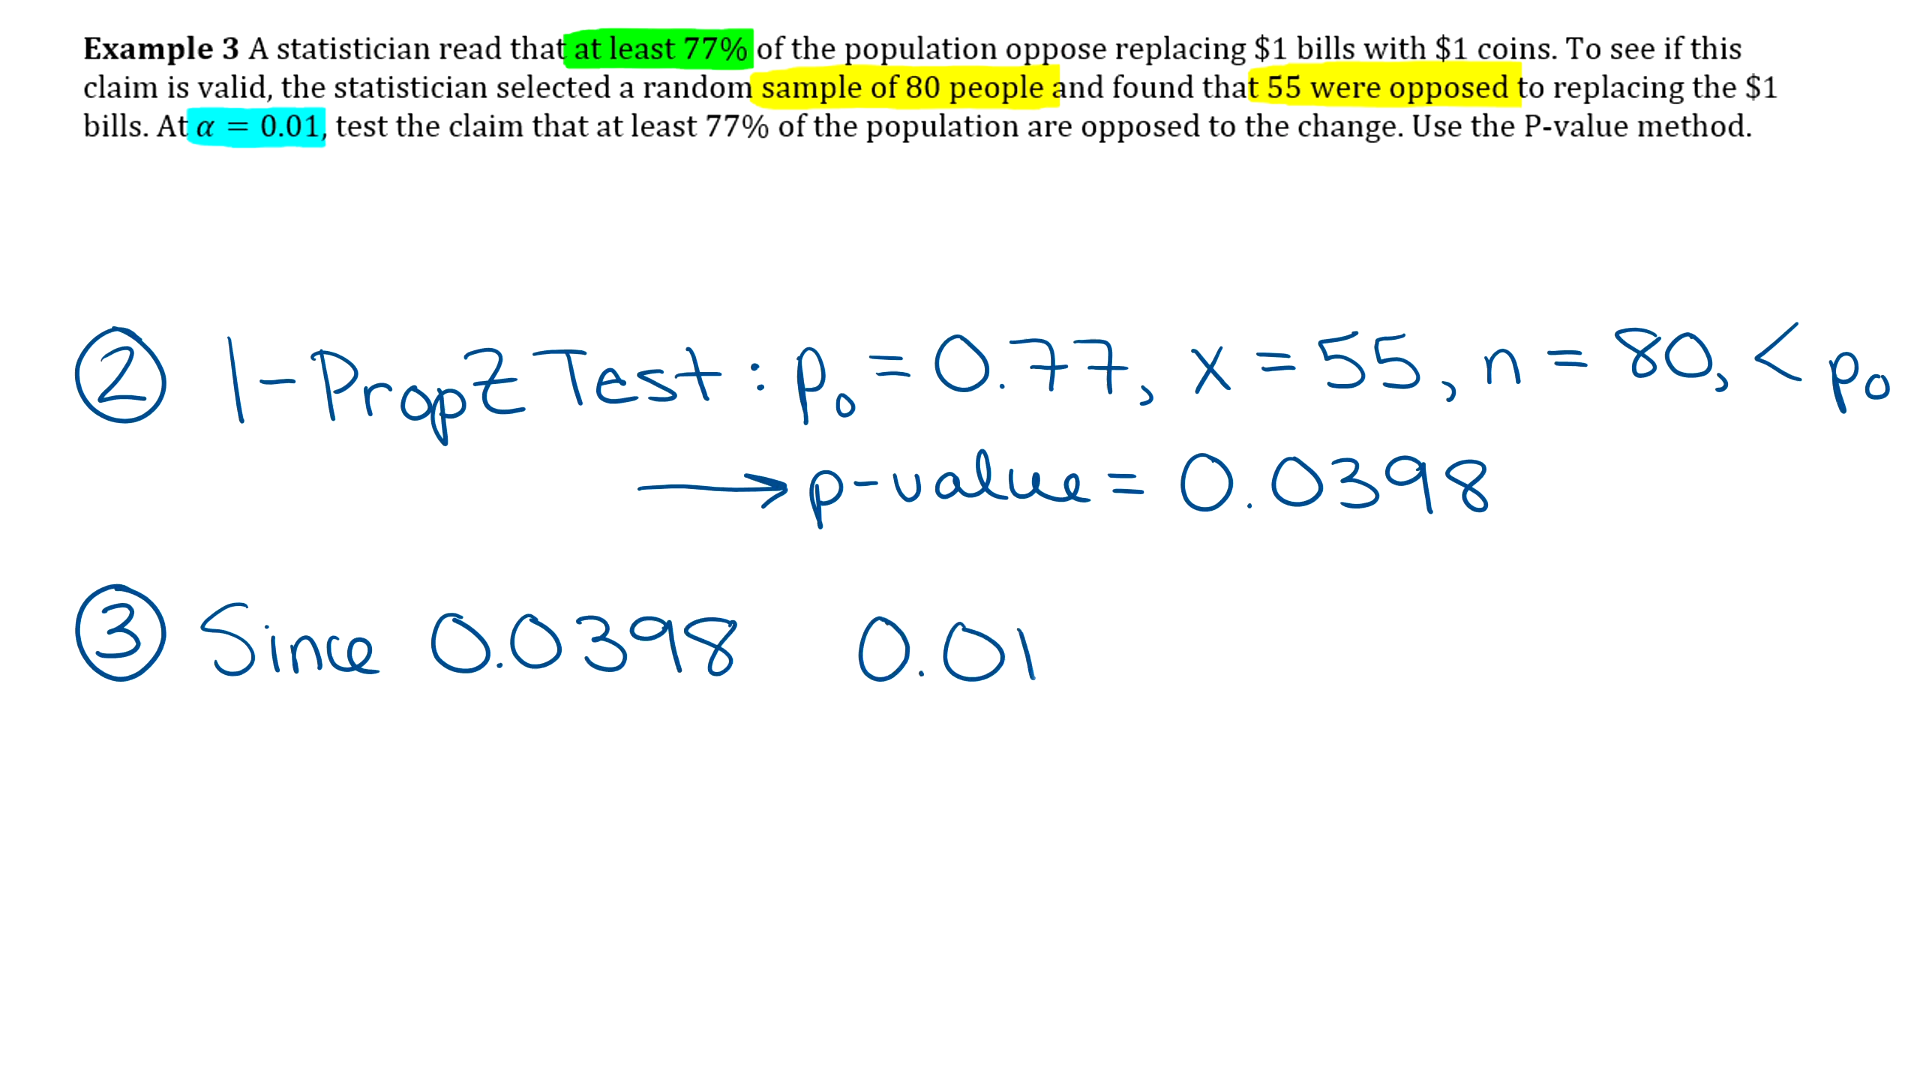 Example 3 A statistician read that at least 77% of the population oppose replacing $1 bills with $1 coins. To see if this
claim is valid, the statistician selected a random sample of 80 people and found that 55 were opposed to replacing the $1
bills. At α = 0.01, test the claim that at least 77% of the population are opposed to the change. Use the P-value method.
② 1-PropZTest: p₀ = 0.77, x = 55, n = 80, < p₀
→ p-value = 0.0398
③ Since 0.0398 0.01